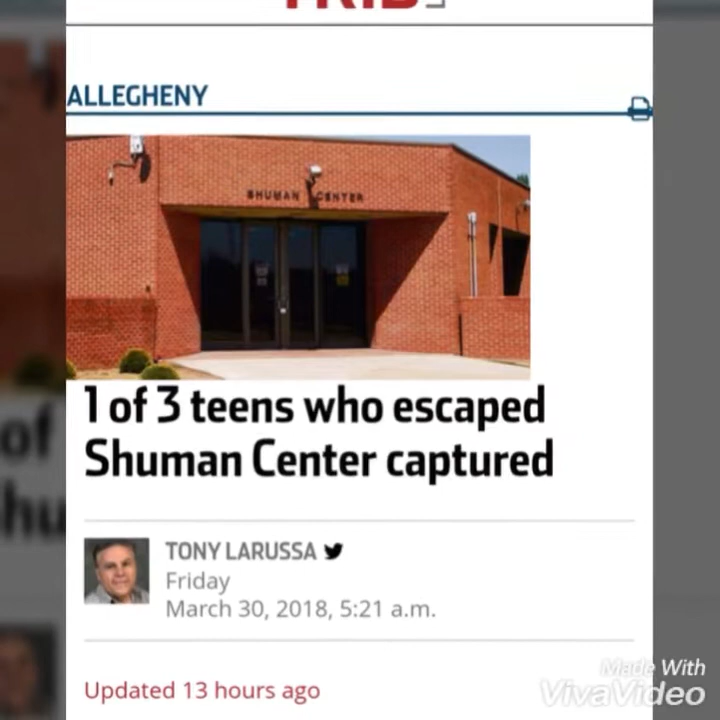 ALLEGHENY
SHUMAN CENTER
1 of 3 teens who escaped
Shuman Center captured
TONY LARUSSA
Friday
March 30, 2018, 5:21 a.m.
Updated 13 hours ago
Made With
VivaVideo